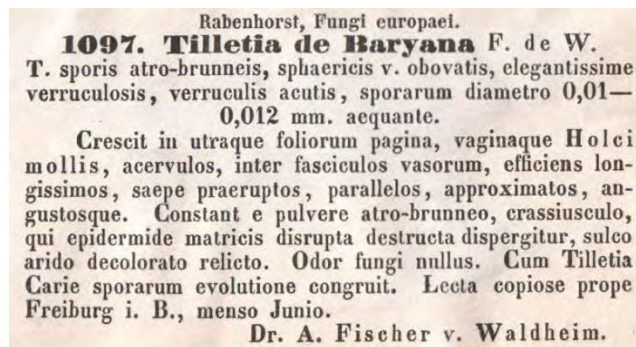 Rabenhorst, Fungi europaei.
1097. Tilletia de Baryana F. de W.
T. sporis atro-brunneis, sphaericis v. obovatis, elegantissime
verruculosis, verruculis acutis, sporarum diametro 0,01—
0,012 mm. aequante.
Crescit in utraque foliorum pagina, vaginaque Holci
mollis, acervulos, inter fasciculos vasorum, efficiens lon-
gissimos, saepe praeruptos, parallelos, approximatos, an-
gustosque. Constant e pulvere atro-brunneo, crassiusculo,
qui epidermide matricis disrupta destructa dispergitur, sulco
arido decolorato relicto. Odor fungi nullus. Cum Tilletia
Carie sporarum evolutione congruit. Lecta copiose prope
Freiburg i. B., menso Junio.
Dr. A. Fischer v. Waldheim.